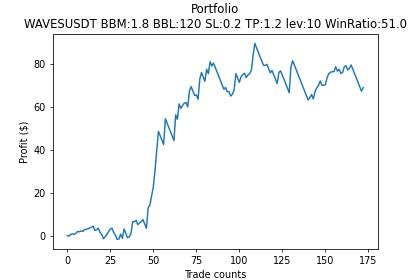 Portfolio
WAVESUSDT BBM:1.8 BBL:120 SL:0.2 TP:1.2 lev:10 WinRatio:51.0
80
60
40
20
0
Profit ($)
0 25 50 75 100 125 150 175
Trade counts